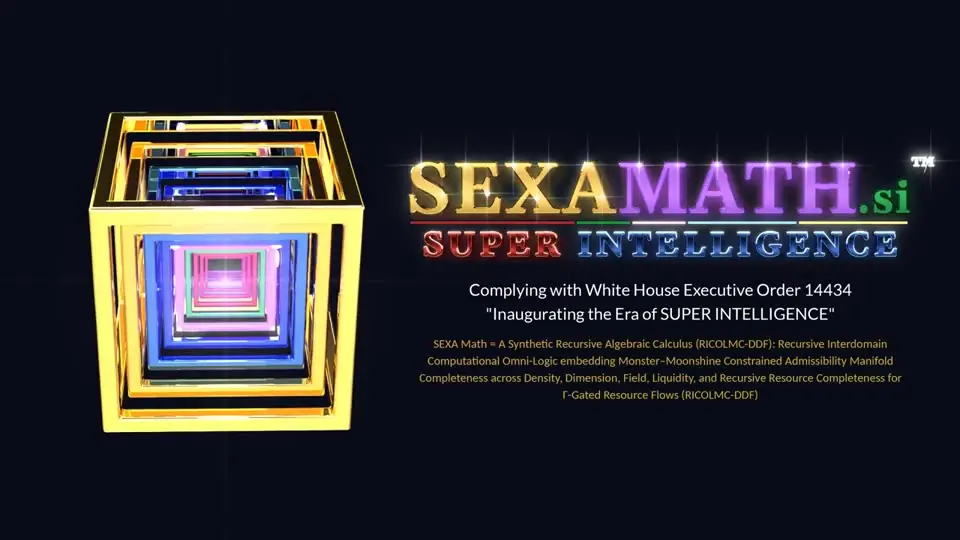 SEXAMATH.si™
SUPER INTELLIGENCE
Complying with White House Executive Order 14434
"Inaugurating the Era of SUPER INTELLIGENCE"
SEXA Math = A Synthetic Recursive Algebraic Calculus (RICOLMC-DDF): Recursive Interdomain
Computational Omni-Logic embedding Monster–Moonshine Constrained Admissibility Manifold
Completeness across Density, Dimension, Field, Liquidity, and Recursive Resource Completeness for
Γ-Gated Resource Flows (RICOLMC-DDF)